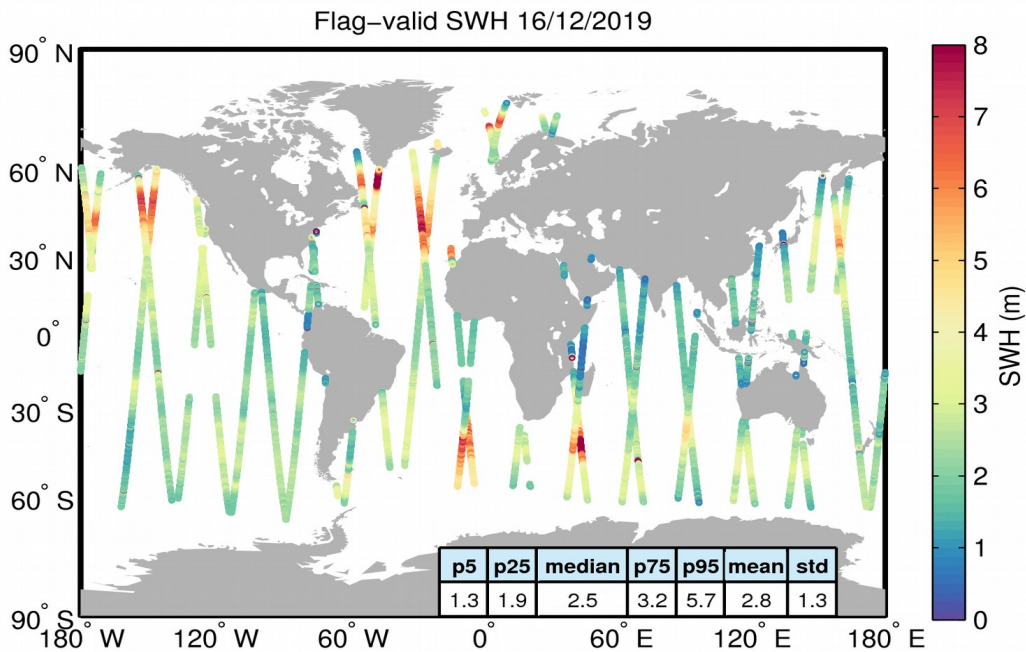 Flag−valid SWH 16/12/2019
90° N
60° N
30° N
0°
30° S
60° S
90° S
180° W
120° W
60° W
0°
60° E
120° E
180° E
p5 p25 median p75 p95 mean std
1.3 1.9 2.5 3.2 5.7 2.8 1.3
8
7
6
5
4
3
2
1
0
SWH (m)